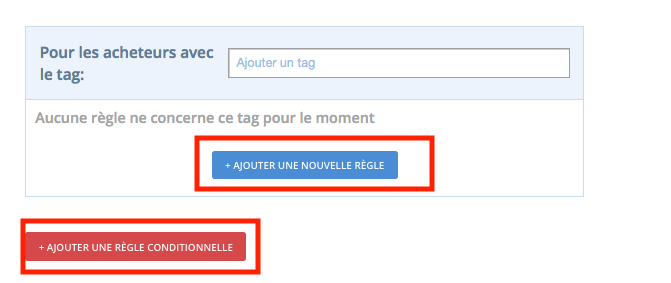 Pour les acheteurs avec
le tag:
Ajouter un tag
Aucune règle ne concerne ce tag pour le moment
+ AJOUTER UNE NOUVELLE RÈGLE
+ AJOUTER UNE RÈGLE CONDITIONNELLE